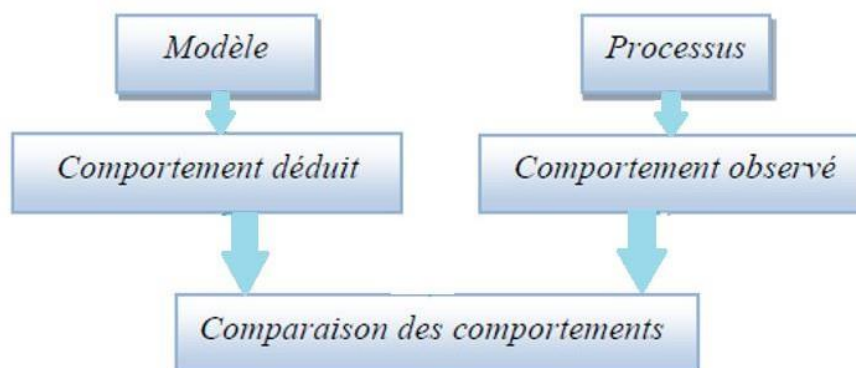 Modèle
Processus
Comportement déduit
Comportement observé
Comparaison des comportements